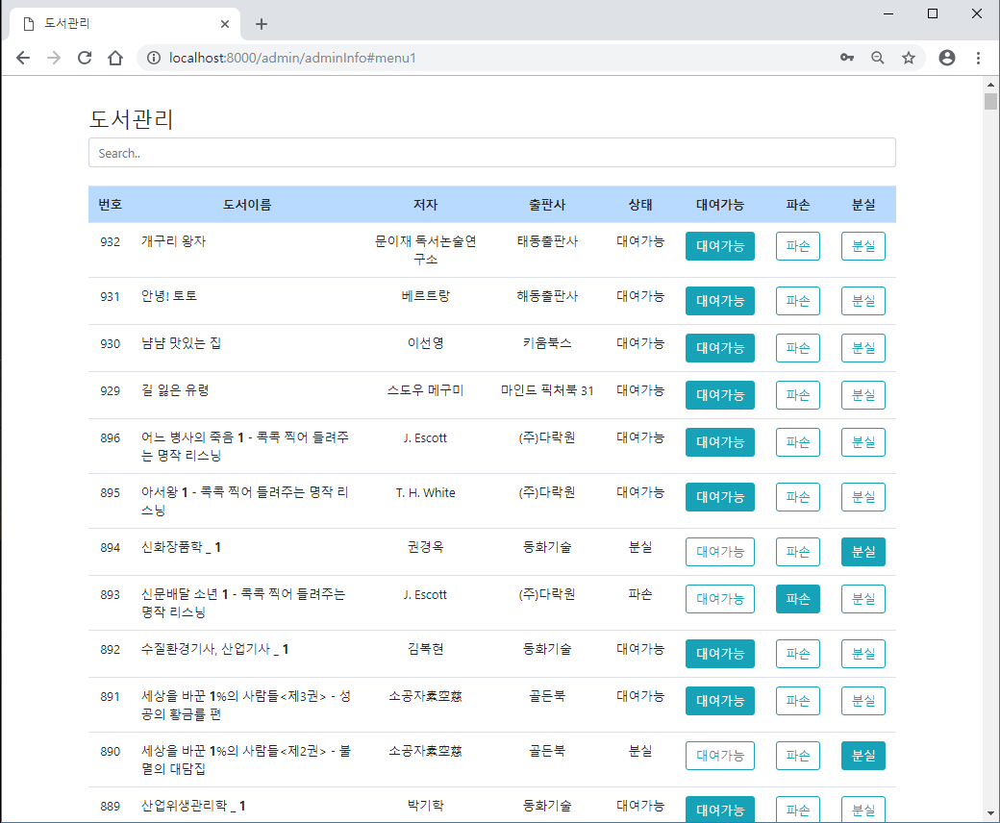 도서관리
localhost:8000/admin/adminInfo#menu1
도서관리
Search..
번호 도서이름 저자 출판사 상태 대여가능 파손 분실
932 개구리 왕자 문이재 독서논술연 태동출판사 대여가능 대여가능 파손 분실
구소
931 안녕! 토토 베르트랑 해동출판사 대여가능 대여가능 파손 분실
930 냠냠 맛있는 집 이선영 키움북스 대여가능 대여가능 파손 분실
929 길 잃은 유령 스도우 메구미 마인드 픽처북 31 대여가능 대여가능 파손 분실
896 어느 병사의 죽음 1 - 콕콕 찍어 들려주 J. Escott (주)다락원 대여가능 대여가능 파손 분실
는 명작 리스닝
895 아서왕 1 - 콕콕 찍어 들려주는 명작 리 T. H. White (주)다락원 대여가능 대여가능 파손 분실
스닝
894 신화장품학 _ 1 권경옥 동화기술 분실 대여가능 파손 분실
893 신문배달 소년 1 - 콕콕 찍어 들려주는 J. Escott (주)다락원 파손 대여가능 파손 분실
명작 리스닝
892 수질환경기사, 산업기사 _ 1 김복현 동화기술 대여가능 대여가능 파손 분실
891 세상을 바꾼 1%의 사람들<제3권> - 성 소공자素空慈 골든북 대여가능 대여가능 파손 분실
공의 황금률 편
890 세상을 바꾼 1%의 사람들<제2권> - 불 소공자素空慈 골든북 분실 대여가능 파손 분실
멸의 대담집
889 산업위생관리학 _ 1 박기학 동화기술 대여가능 대여가능 파손 분실